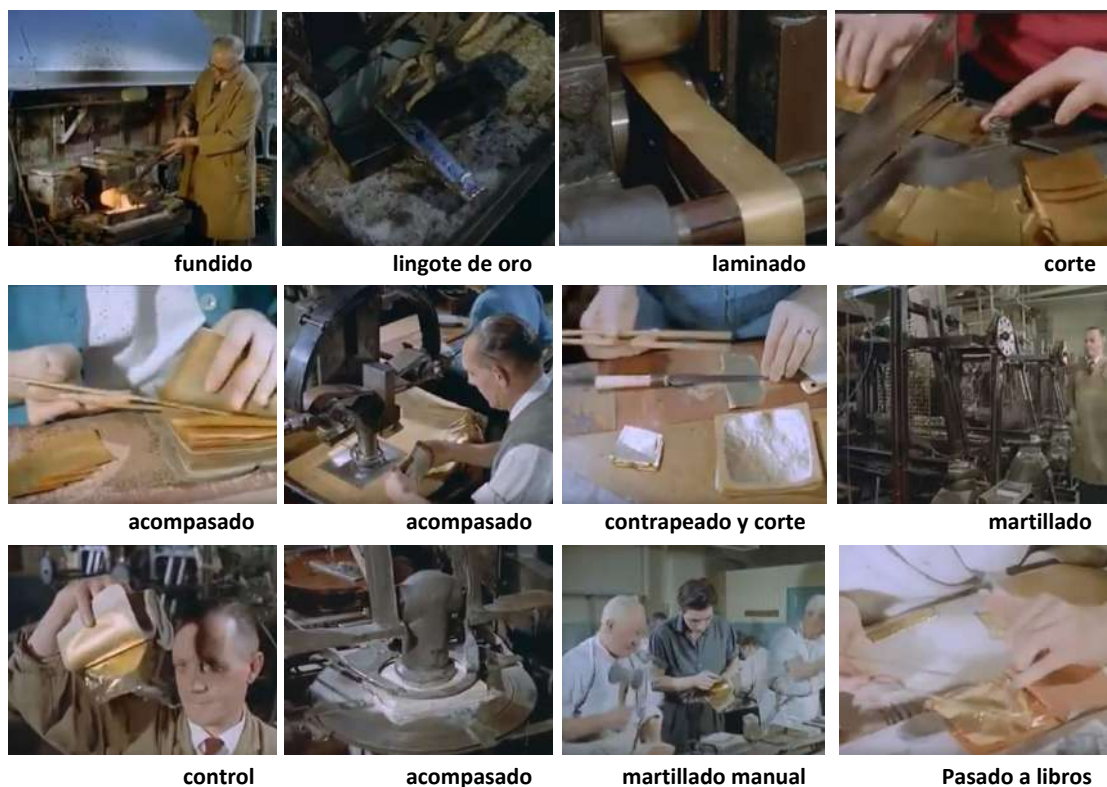 fundido
lingote de oro
laminado
corte
acompasado
acompasado
contrapeado y corte
martillado
control
acompasado
martillado manual
Pasado a libros